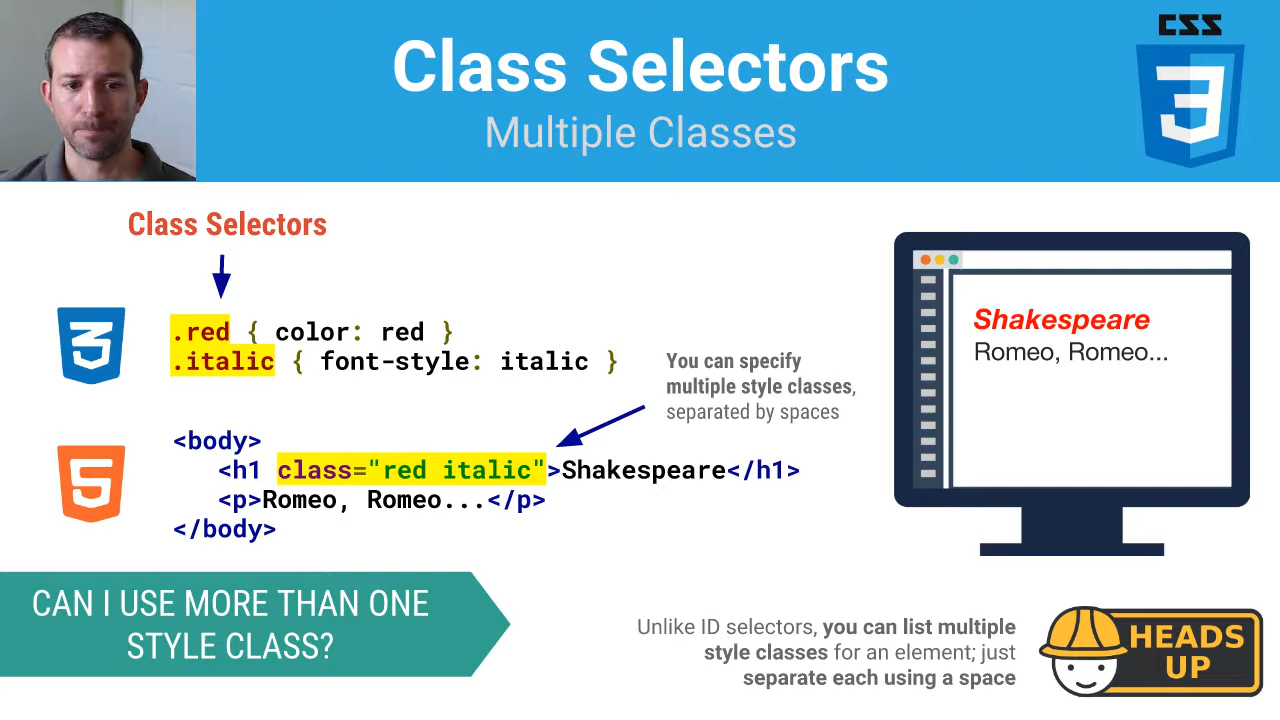 Class Selectors
Multiple Classes
CSS
3
Class Selectors
3
.red { color: red }
.italic { font-style: italic }
You can specify
multiple style classes,
separated by spaces
5
<body>
<h1 class="red italic">Shakespeare</h1>
<p>Romeo, Romeo...</p>
</body>
Shakespeare
Romeo, Romeo...
CAN I USE MORE THAN ONE
STYLE CLASS?
Unlike ID selectors, you can list multiple
style classes for an element; just
separate each using a space
HEADS
UP